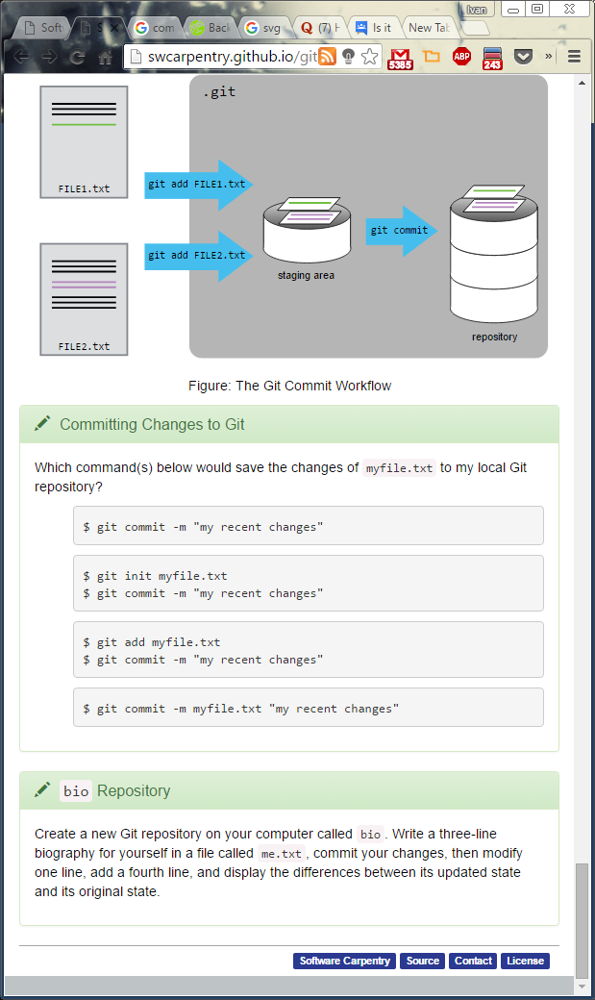 Ivan
Soft
S
com
Back
svg
(7) H
Is it
New Tab
swcarpentry.github.io/git
5385
ABP
243
»
.git
FILE1.txt
git add FILE1.txt
git add FILE2.txt
git commit
staging area
repository
FILE2.txt
Figure: The Git Commit Workflow
Committing Changes to Git
Which command(s) below would save the changes of myfile.txt to my local Git
repository?
$ git commit -m "my recent changes"
$ git init myfile.txt
$ git commit -m "my recent changes"
$ git add myfile.txt
$ git commit -m "my recent changes"
$ git commit -m myfile.txt "my recent changes"
bio Repository
Create a new Git repository on your computer called bio. Write a three-line
biography for yourself in a file called me.txt, commit your changes, then modify
one line, add a fourth line, and display the differences between its updated state
and its original state.
Software Carpentry Source Contact License